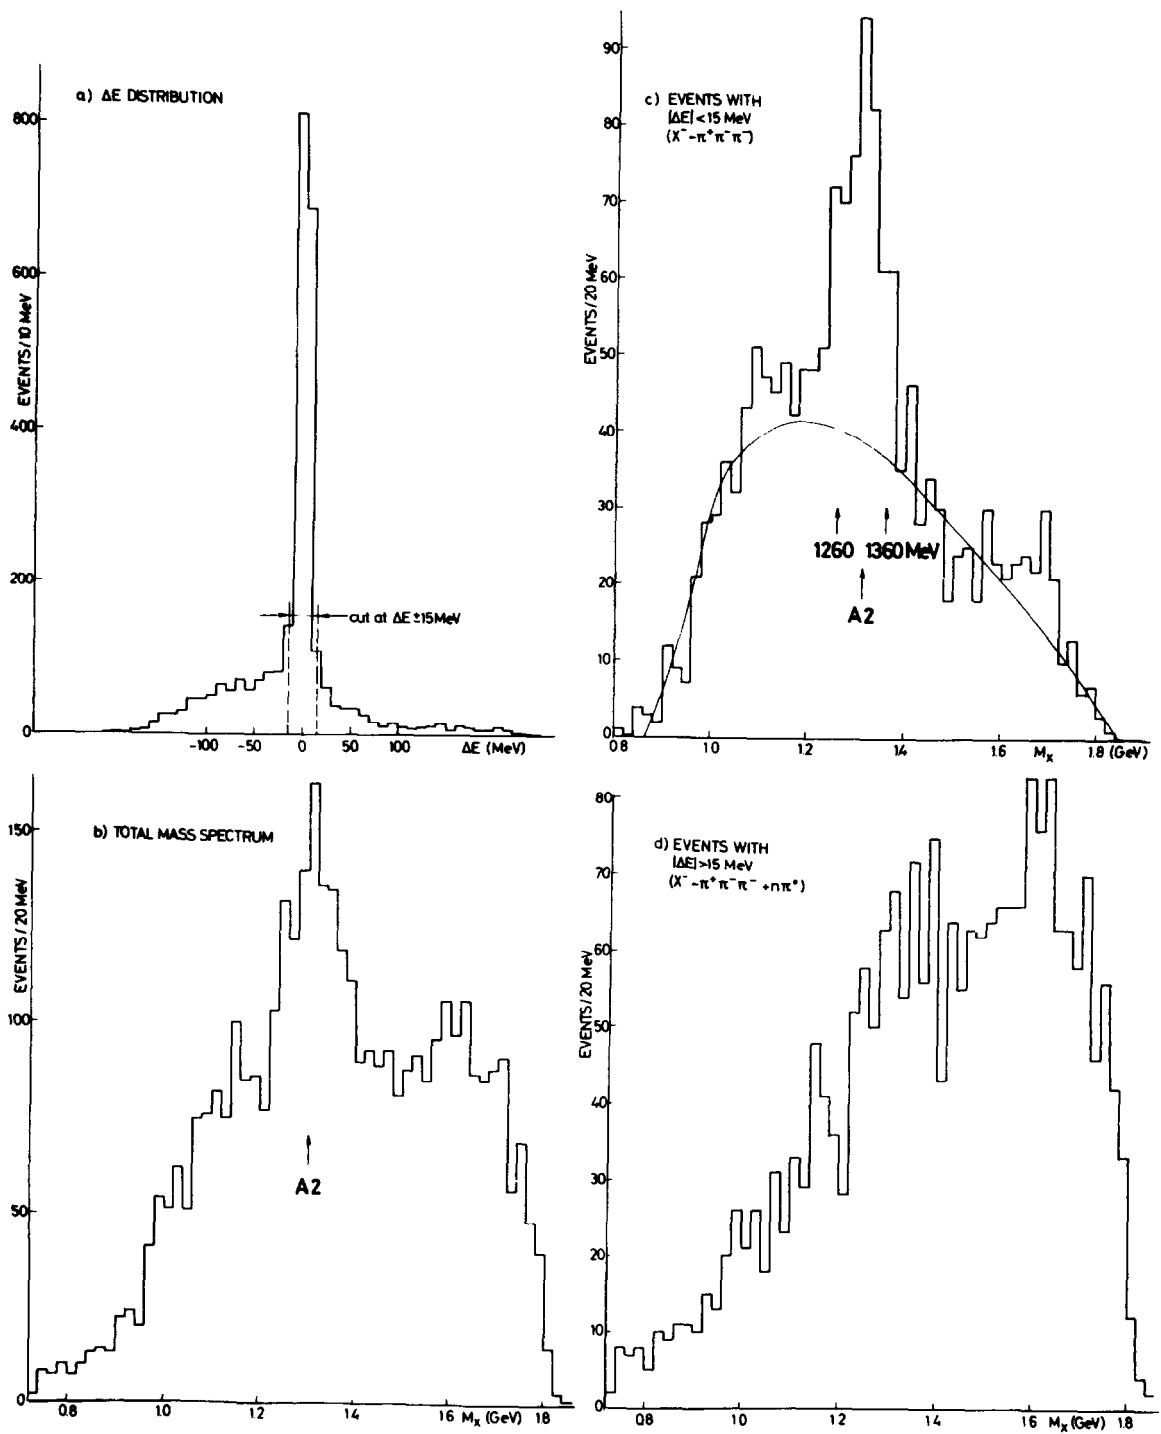 a) ΔE DISTRIBUTION
800
600
400
200
0
EVENTS/10 MeV
cut at ΔE ±15MeV
-100 -50 0 50 100 ΔE (MeV)
b) TOTAL MASS SPECTRUM
150
100
50
0
EVENTS/20 MeV
A2
0.8 1.0 1.2 1.4 1.6 Mx (GeV) 1.8
c) EVENTS WITH
|ΔE|<15 MeV
(X⁻-π⁺π⁻π⁻)
90
80
70
60
50
40
30
20
10
0
EVENTS/20 MeV
1260 1360 MeV
A2
0.8 1.0 1.2 1.4 1.6 Mx 1.8 (GeV)
d) EVENTS WITH
|ΔE|>15 MeV
(X⁻-π⁺π⁻π⁻+nπ°)
80
70
60
50
40
30
20
10
0
EVENTS/20 MeV
0.8 1.0 1.2 1.4 1.6 Mx (GeV) 1.8